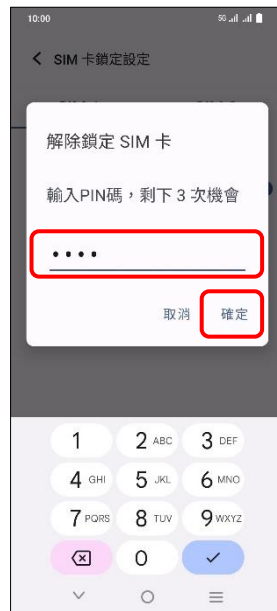 10:00
5G
SIM 卡鎖定設定
解除鎖定 SIM 卡
輸入PIN碼，剩下 3 次機會
••••
取消 確定
1 2 ABC 3 DEF
4 GHI 5 JKL 6 MNO
7 PQRS 8 TUV 9 WXYZ
0